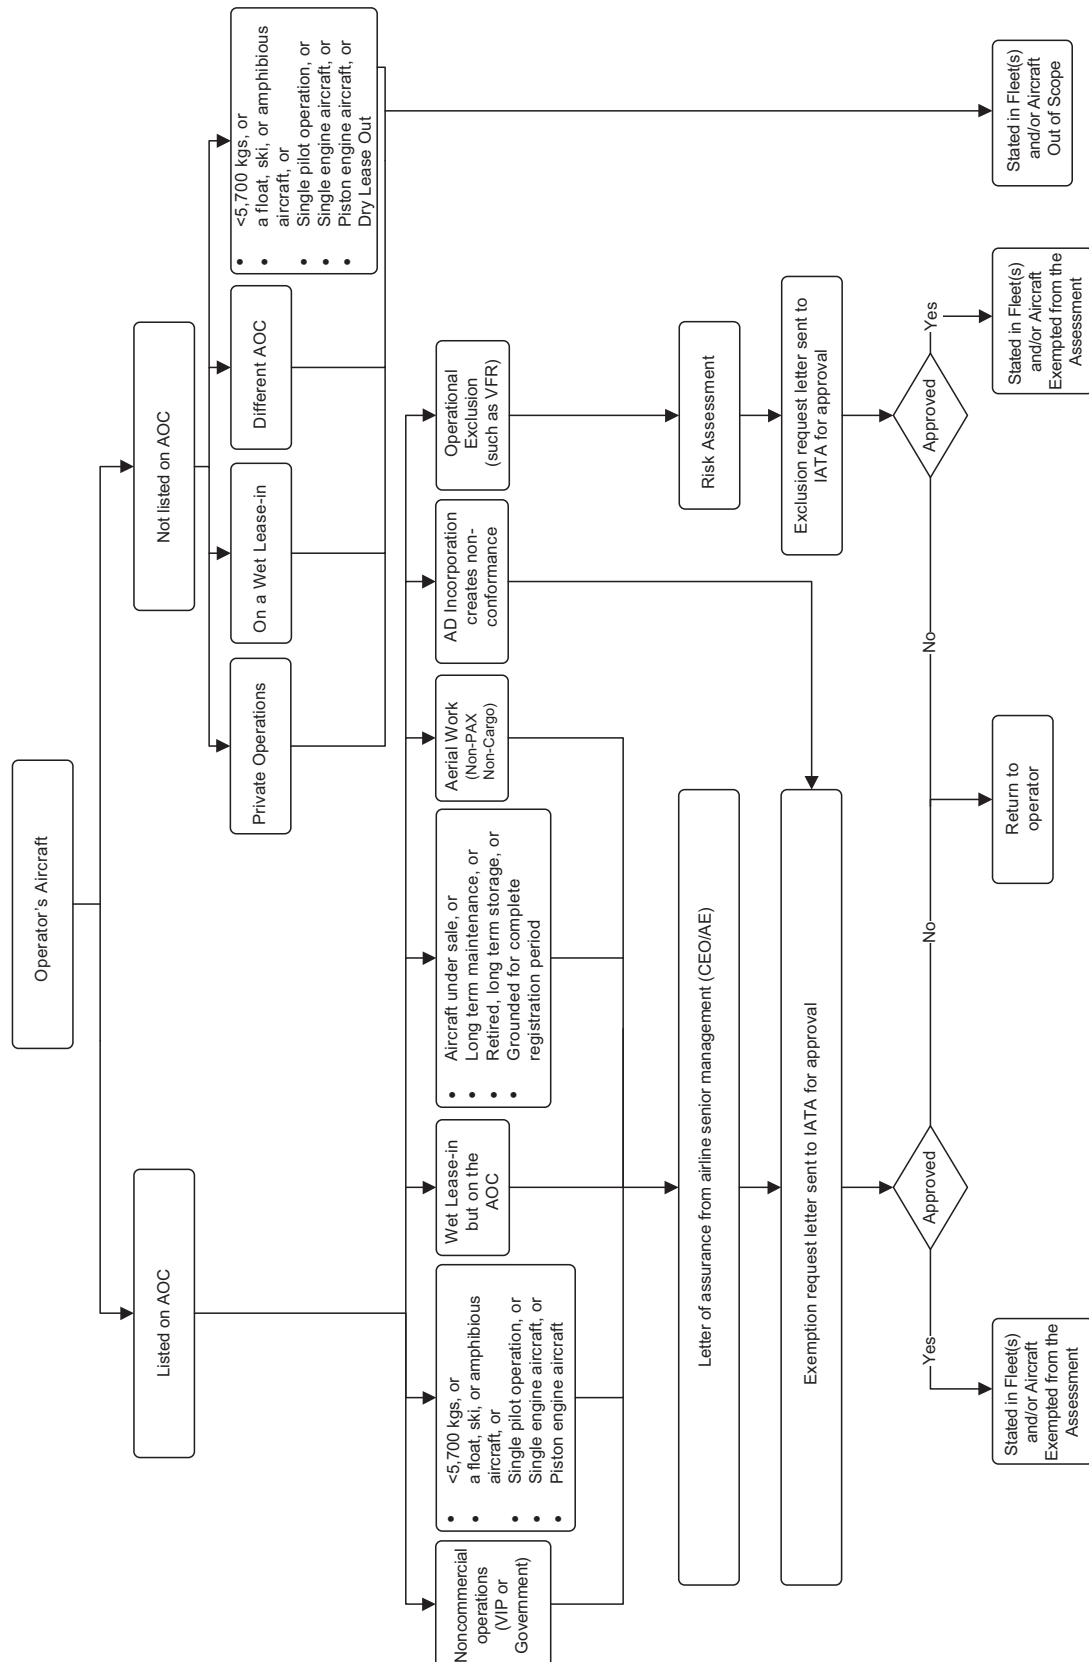 Operator's Aircraft
Listed on AOC
Not listed on AOC
Private Operations
On a Wet Lease-in
Different AOC
• <5,700 kgs, or
• a float, ski, or amphibious
aircraft, or
• Single pilot operation, or
• Single engine aircraft, or
• Piston engine aircraft, or
Dry Lease Out
Noncommercial
operations
(VIP or
Government)
• <5,700 kgs, or
• a float, ski, or amphibious
aircraft, or
• Single pilot operation, or
• Single engine aircraft, or
• Piston engine aircraft
Wet Lease-in
but on the
AOC
• Aircraft under sale, or
• Long term maintenance, or
• Retired, long term storage, or
• Grounded for complete
registration period
Aerial Work
(Non-PAX
Non-Cargo)
AD Incorporation
creates non-
conformance
Operational
Exclusion
(such as VFR)
Letter of assurance from airline senior management (CEO/AE)
Risk Assessment
Exemption request letter sent to IATA for approval
Exclusion request letter sent to
IATA for approval
Yes
Approved
No
No
Approved
Yes
Stated in Fleet(s)
and/or Aircraft
Exempted from the
Assessment
Return to
operator
Stated in Fleet(s)
and/or Aircraft
Exempted from the
Assessment
Stated in Fleet(s)
and/or Aircraft
Out of Scope